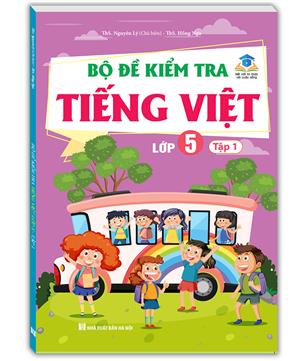 ThS. Nguyên Lý (Chủ biên) - ThS. Hồng Nga
BỘ ĐỀ KIỂM TRA
TIẾNG VIỆT
LỚP 5 Tập 1
NHÀ XUẤT BẢN HÀ NỘI